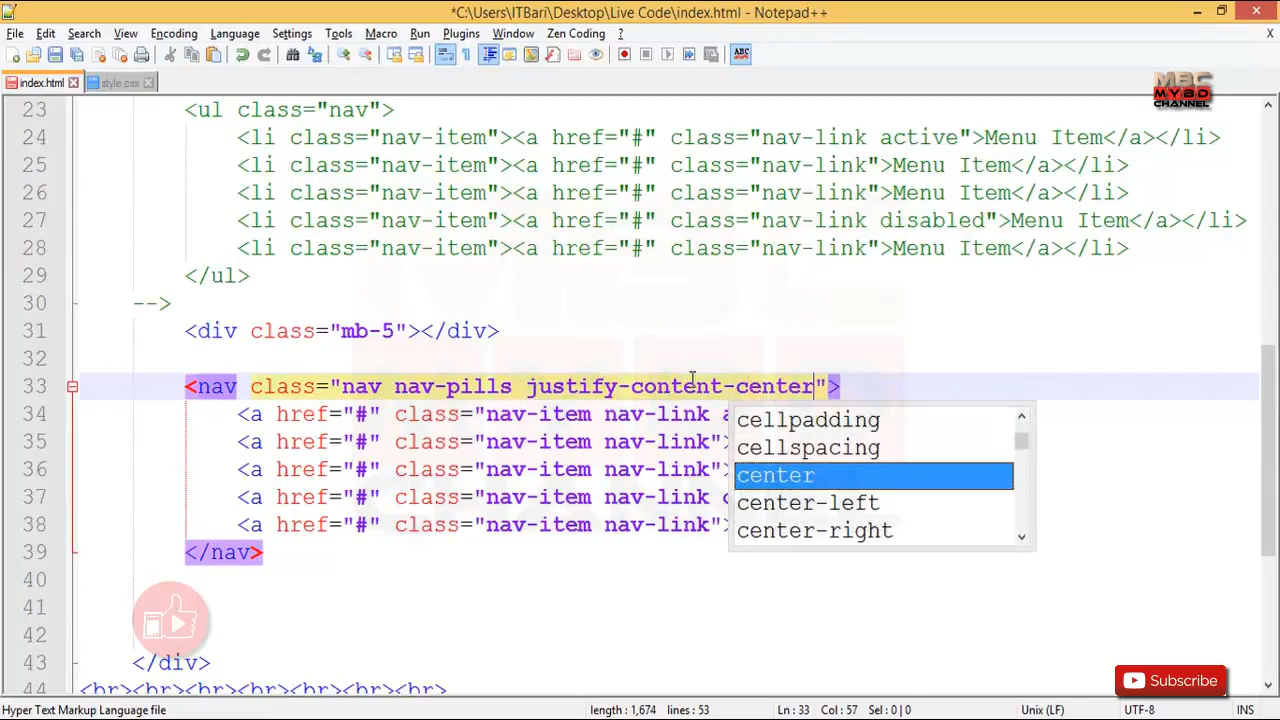 *C:\Users\ITBari\Desktop\Live Code\index.html - Notepad++
File Edit Search View Encoding Language Settings Tools Macro Run Plugins Window Zen Coding ? X
ABC
index.html style.css
MBC
MYBD
CHANNEL
23 <ul class="nav">
24 <li class="nav-item"><a href="#" class="nav-link active">Menu Item</a></li>
25 <li class="nav-item"><a href="#" class="nav-link">Menu Item</a></li>
26 <li class="nav-item"><a href="#" class="nav-link">Menu Item</a></li>
27 <li class="nav-item"><a href="#" class="nav-link disabled">Menu Item</a></li>
28 <li class="nav-item"><a href="#" class="nav-link">Menu Item</a></li>
29 </ul>
30 -->
31 <div class="mb-5"></div>
32
33 <nav class="nav nav-pills justify-content-center">
34 <a href="#" class="nav-item nav-link
35 <a href="#" class="nav-item nav-link"
36 <a href="#" class="nav-item nav-link"
37 <a href="#" class="nav-item nav-link
38 <a href="#" class="nav-item nav-link"
39 </nav>
cellpadding
cellspacing
center
center-left
center-right
40
41
42
43 </div>
44 <br><br><br><br><br><br><br>
Subscribe
Hyper Text Markup Language file length : 1,674 lines : 53 Ln : 33 Col : 57 Sel : 0 | 0 Unix (LF) UTF-8 INS